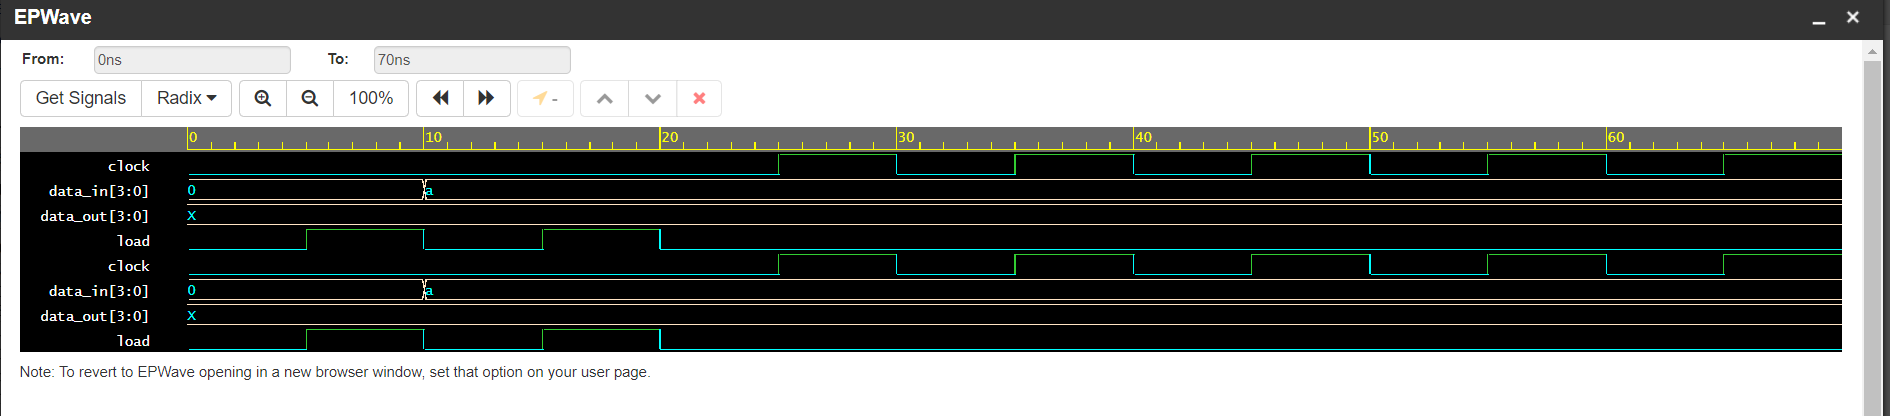 EPWave
From: 0ns To: 70ns
Get Signals Radix 100% -
0 10 20 30 40 50 60
clock
data_in[3:0] 0 a
data_out[3:0] X
load
clock
data_in[3:0] 0 a
data_out[3:0] X
load
Note: To revert to EPWave opening in a new browser window, set that option on your user page.